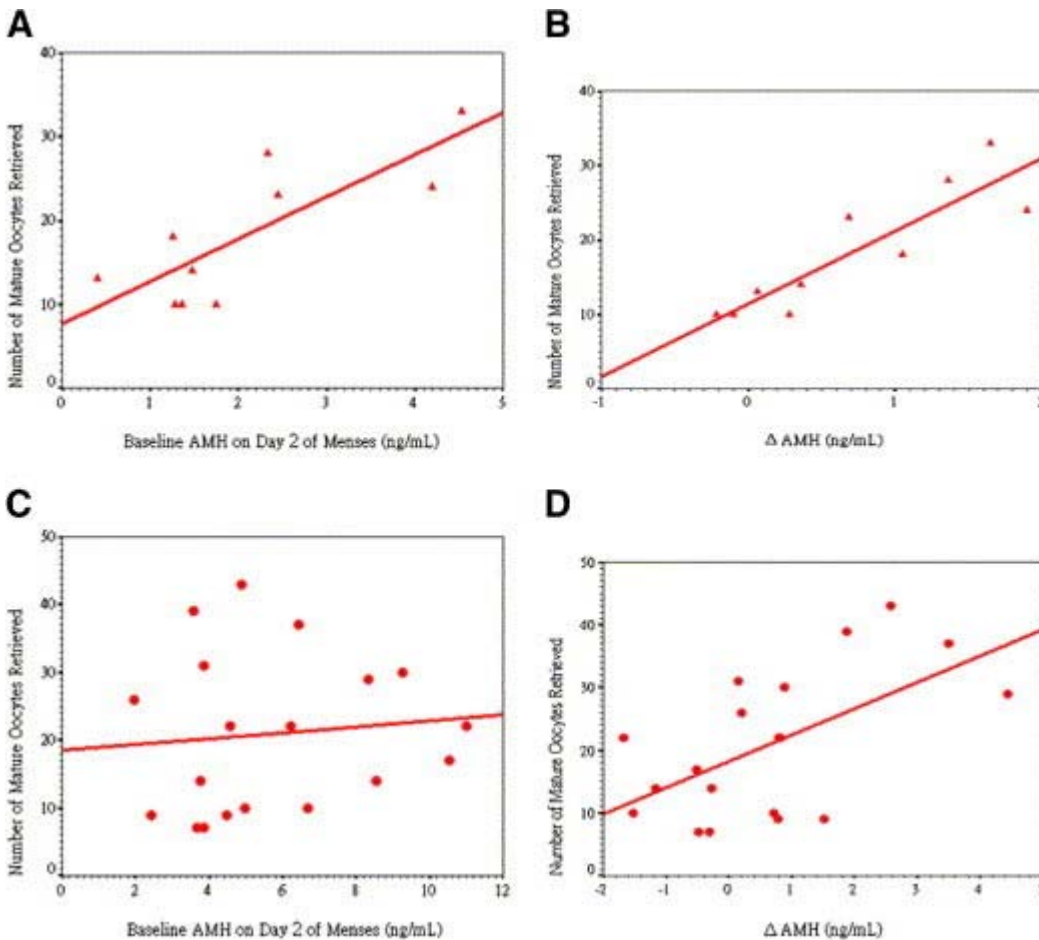 A
40
30
20
10
0
Number of Mature Oocytes Retrieved
0 1 2 3 4 5
Baseline AMH on Day 2 of Menses (ng/mL)
B
40
30
20
10
0
Number of Mature Oocytes Retrieved
-1 0 1 2
Δ AMH (ng/mL)
C
50
40
30
20
10
0
Number of Mature Oocytes Retrieved
0 2 4 6 8 10 12
Baseline AMH on Day 2 of Menses (ng/mL)
D
50
40
30
20
10
0
Number of Mature Oocytes Retrieved
-2 -1 0 1 2 3 4 5
Δ AMH (ng/mL)